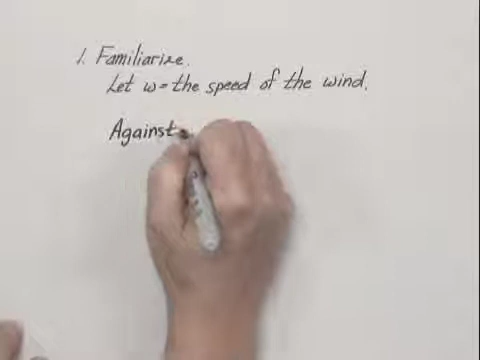 1. Familiarize.
Let w = the speed of the wind.
Against